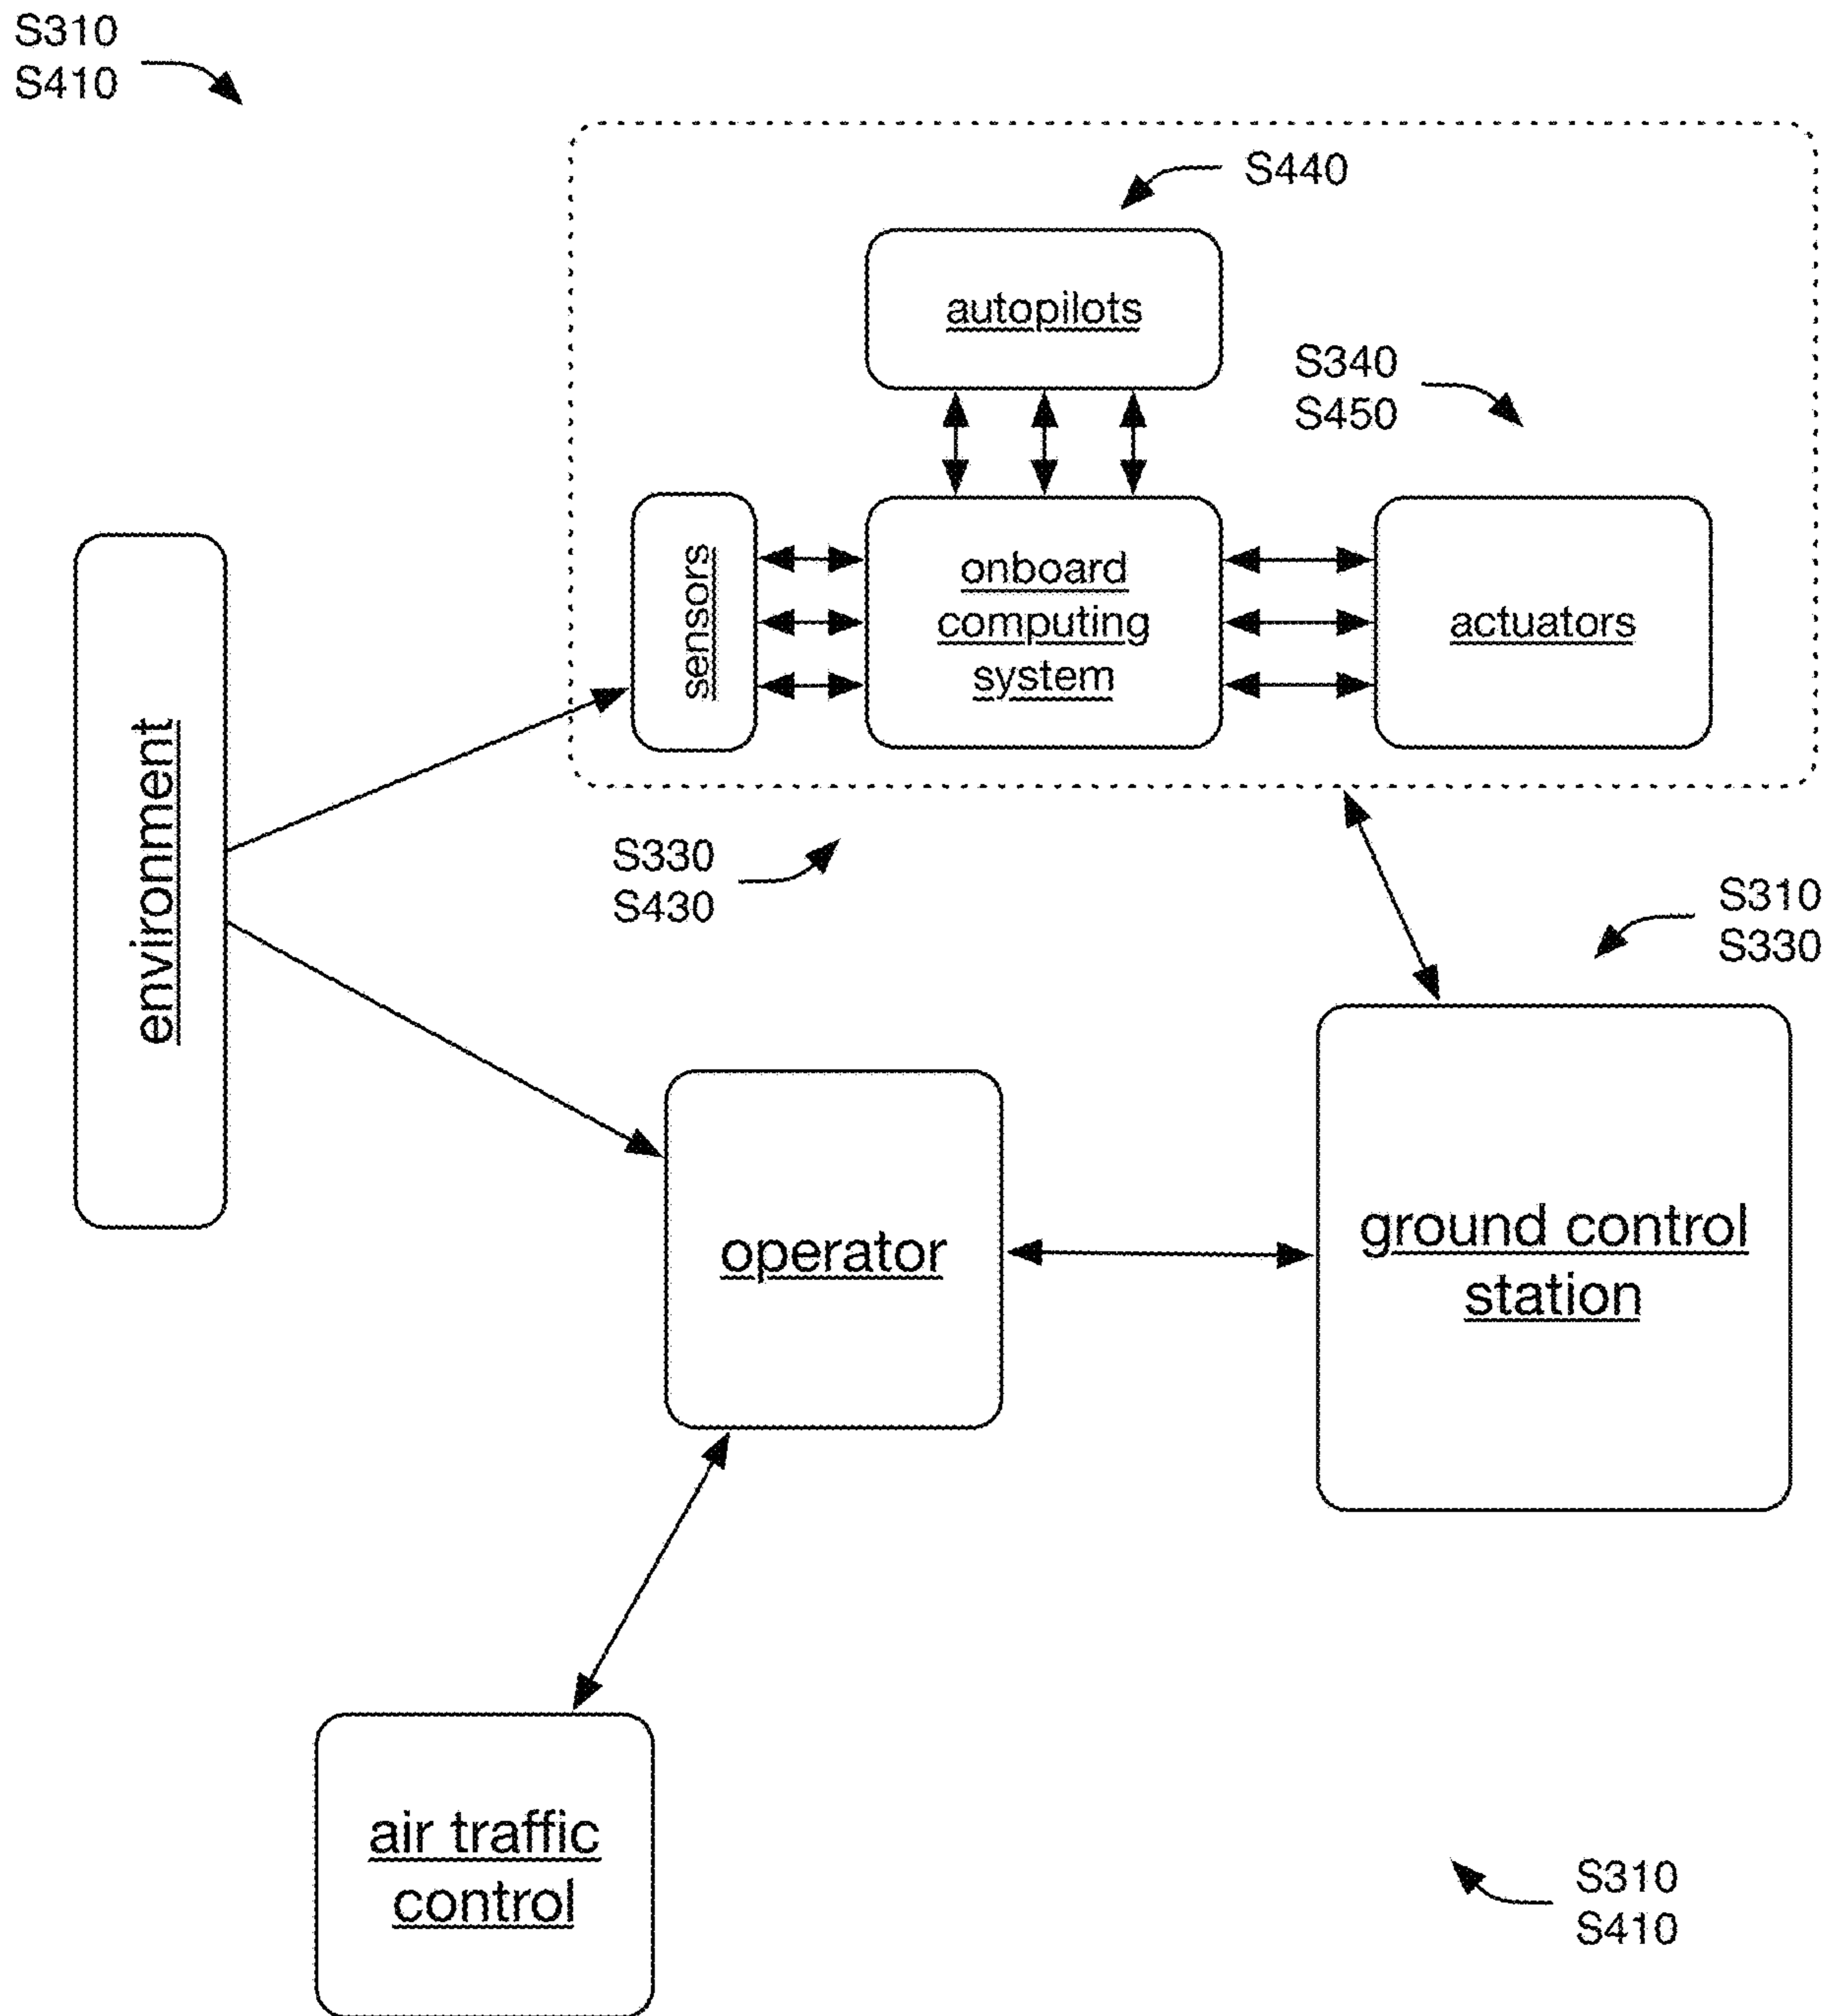 S310
S410
S440
autopilots
S340
S450
sensors
onboard
computing
system
actuators
environment
S330
S430
S310
S330
operator
ground control
station
air traffic
control
S310
S410